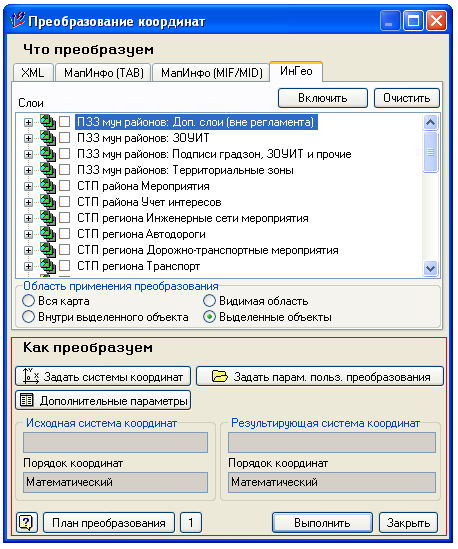 Преобразование координат
Что преобразуем
XML МапИнфо (TAB) МапИнфо (MIF/MID) ИнГео
Слои Включить Очистить
ПЗЗ мун районов: Доп. слои (вне регламента)
ПЗЗ мун районов: ЗОУИТ
ПЗЗ мун районов: Подписи градзон, ЗОУИТ и прочие
ПЗЗ мун районов: Территориальные зоны
СТП района Мероприятия
СТП района Учет интересов
СТП региона Инженерные сети мероприятия
СТП региона Автодороги
СТП региона Дорожно-транспортные мероприятия
СТП региона Транспорт
Область применения преобразования
Вся карта Видимая область
Внутри выделенного объекта Выделенные объекты
Как преобразуем
Задать системы координат Задать парам. польз. преобразования
Дополнительные параметры
Исходная система координат Результирующая система координат
Порядок координат Порядок координат
Математический Математический
? План преобразования 1 Выполнить Закрыть